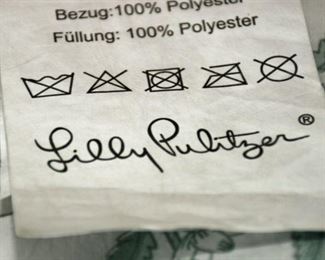 Bezug:100% Polyester
Füllung: 100% Polyester
Lilly Pulitzer ®